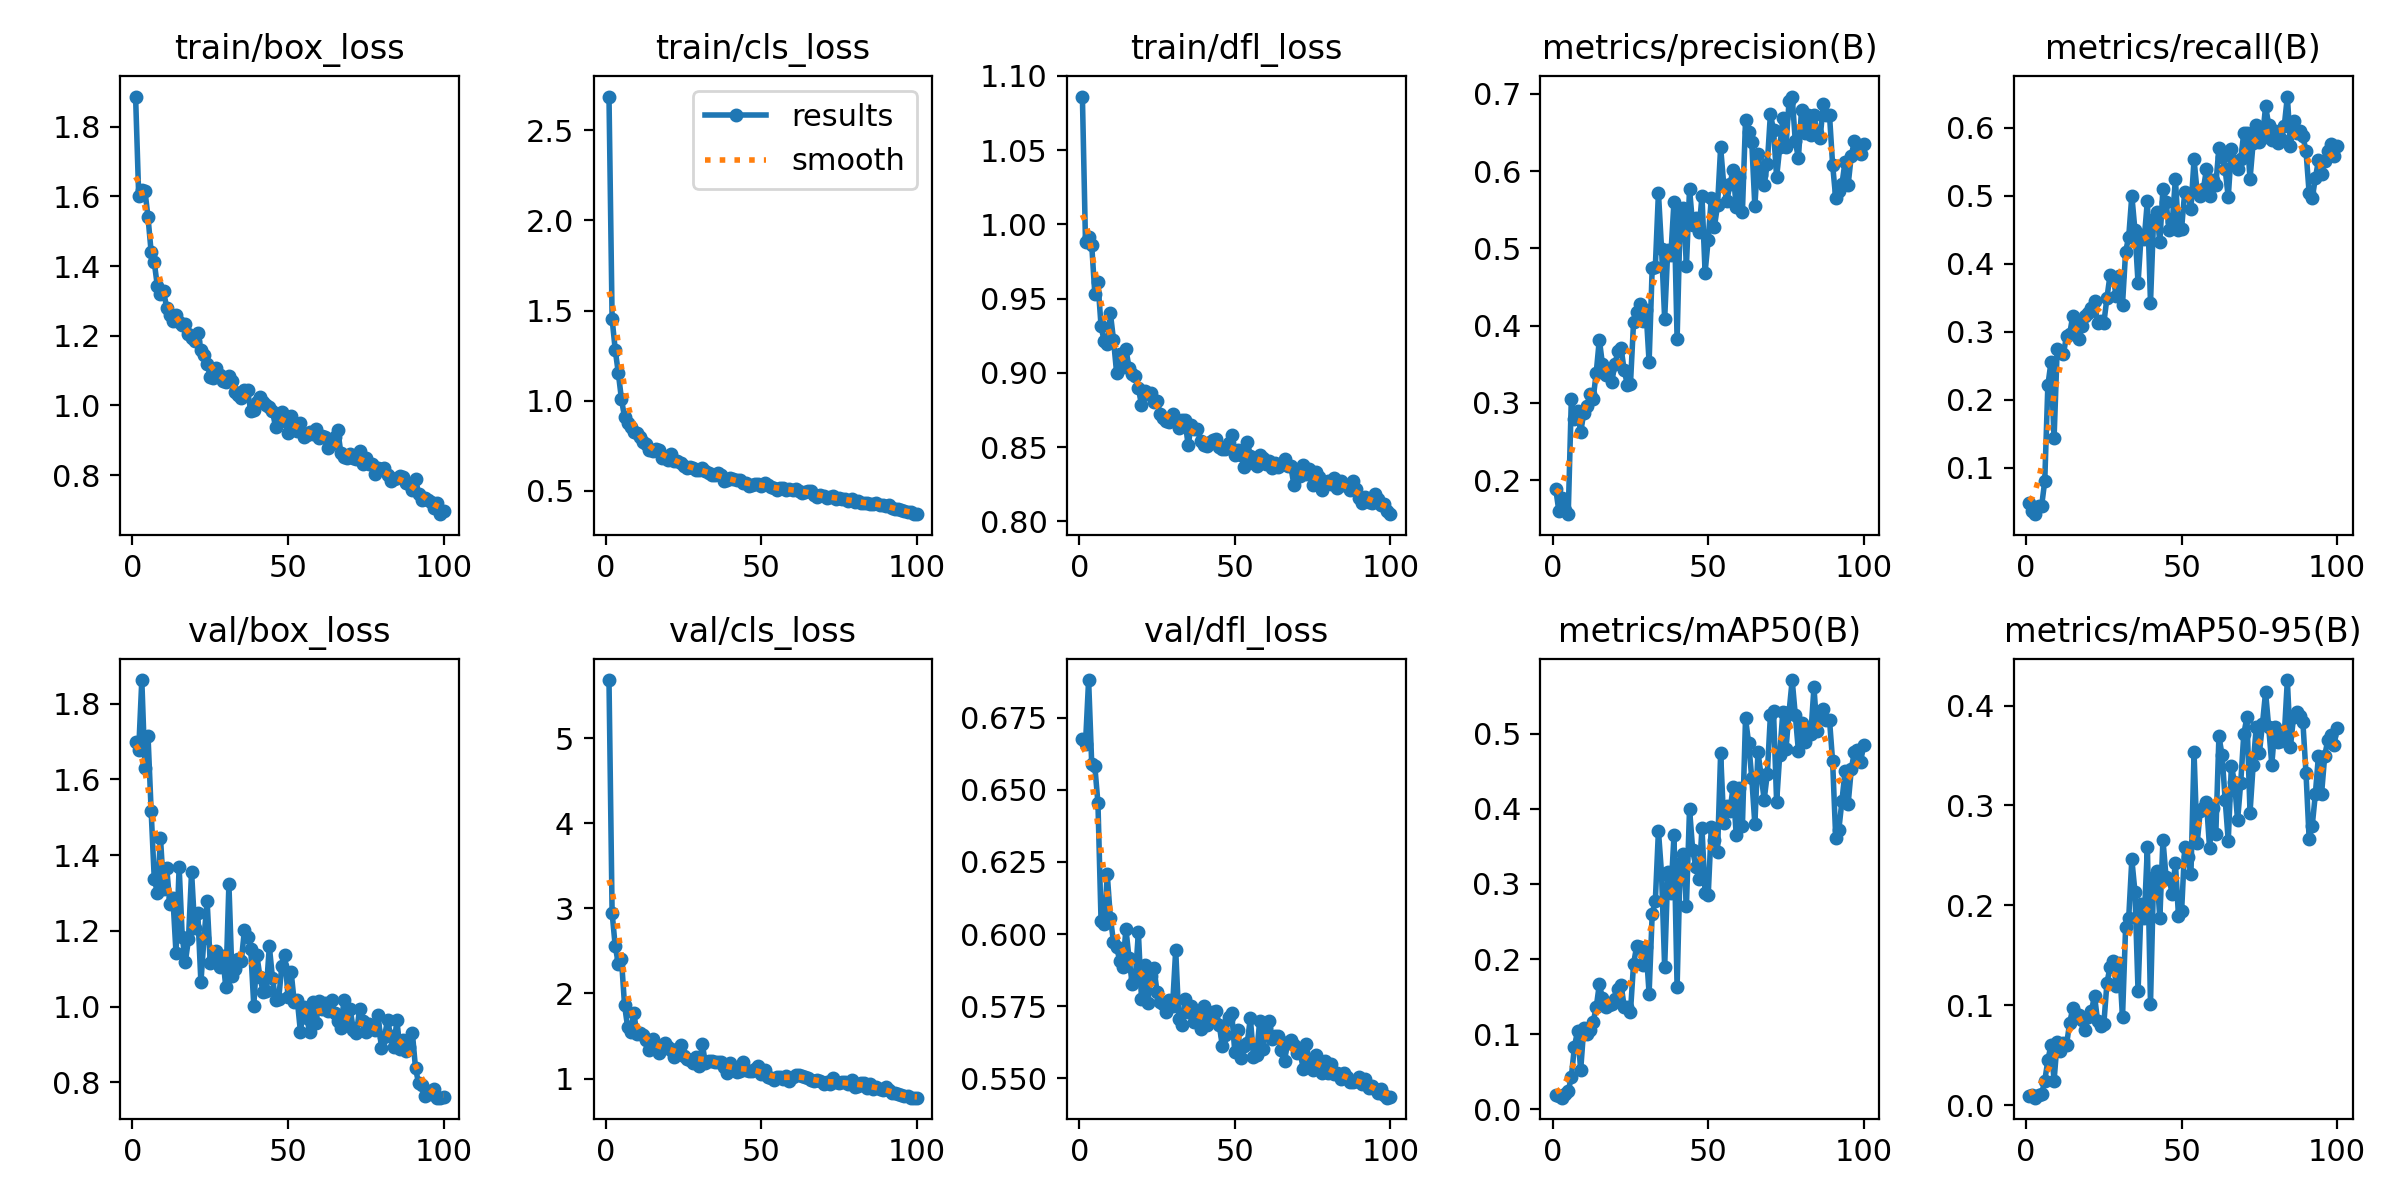 train/box_loss
1.8
1.6
1.4
1.2
1.0
0.8
0 50 100
train/cls_loss
results
smooth
2.5
2.0
1.5
1.0
0.5
0 50 100
train/dfl_loss
1.10
1.05
1.00
0.95
0.90
0.85
0.80
0 50 100
metrics/precision(B)
0.7
0.6
0.5
0.4
0.3
0.2
0 50 100
metrics/recall(B)
0.6
0.5
0.4
0.3
0.2
0.1
0 50 100
val/box_loss
1.8
1.6
1.4
1.2
1.0
0.8
0 50 100
val/cls_loss
5
4
3
2
1
0 50 100
val/dfl_loss
0.675
0.650
0.625
0.600
0.575
0.550
0 50 100
metrics/mAP50(B)
0.5
0.4
0.3
0.2
0.1
0.0
0 50 100
metrics/mAP50-95(B)
0.4
0.3
0.2
0.1
0.0
0 50 100